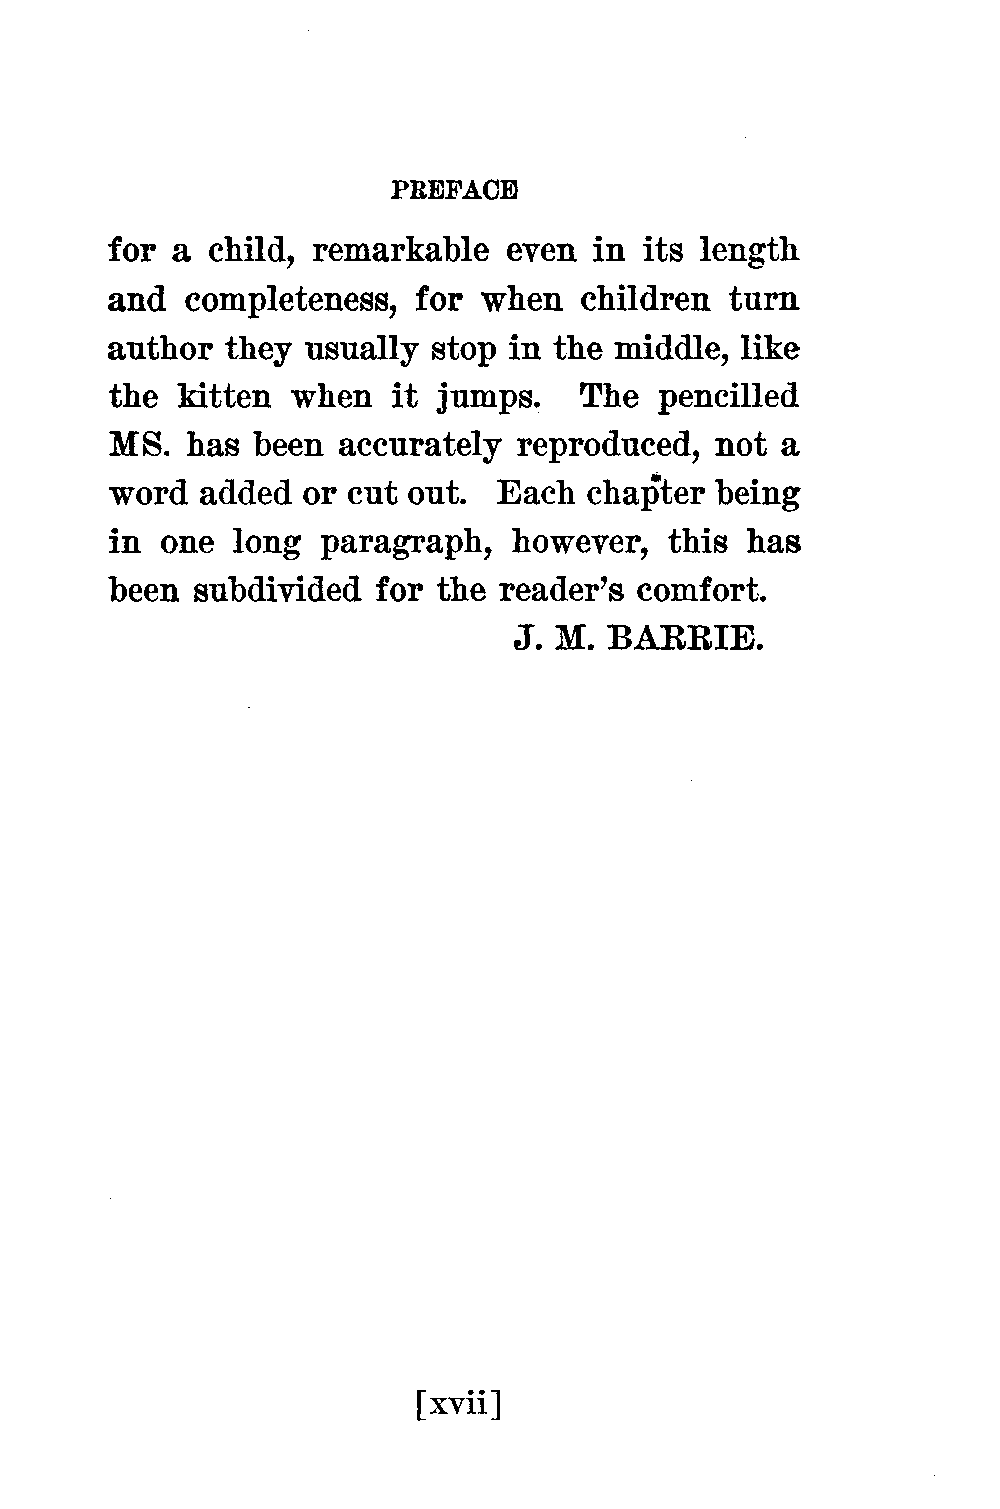 PREFACE
for a child, remarkable even in its length
and completeness, for when children turn
author they usually stop in the middle, like
the kitten when it jumps. The pencilled
MS. has been accurately reproduced, not a
word added or cut out. Each chapter being
in one long paragraph, however, this has
been subdivided for the reader's comfort.
J. M. BARRIE.
[xvii]